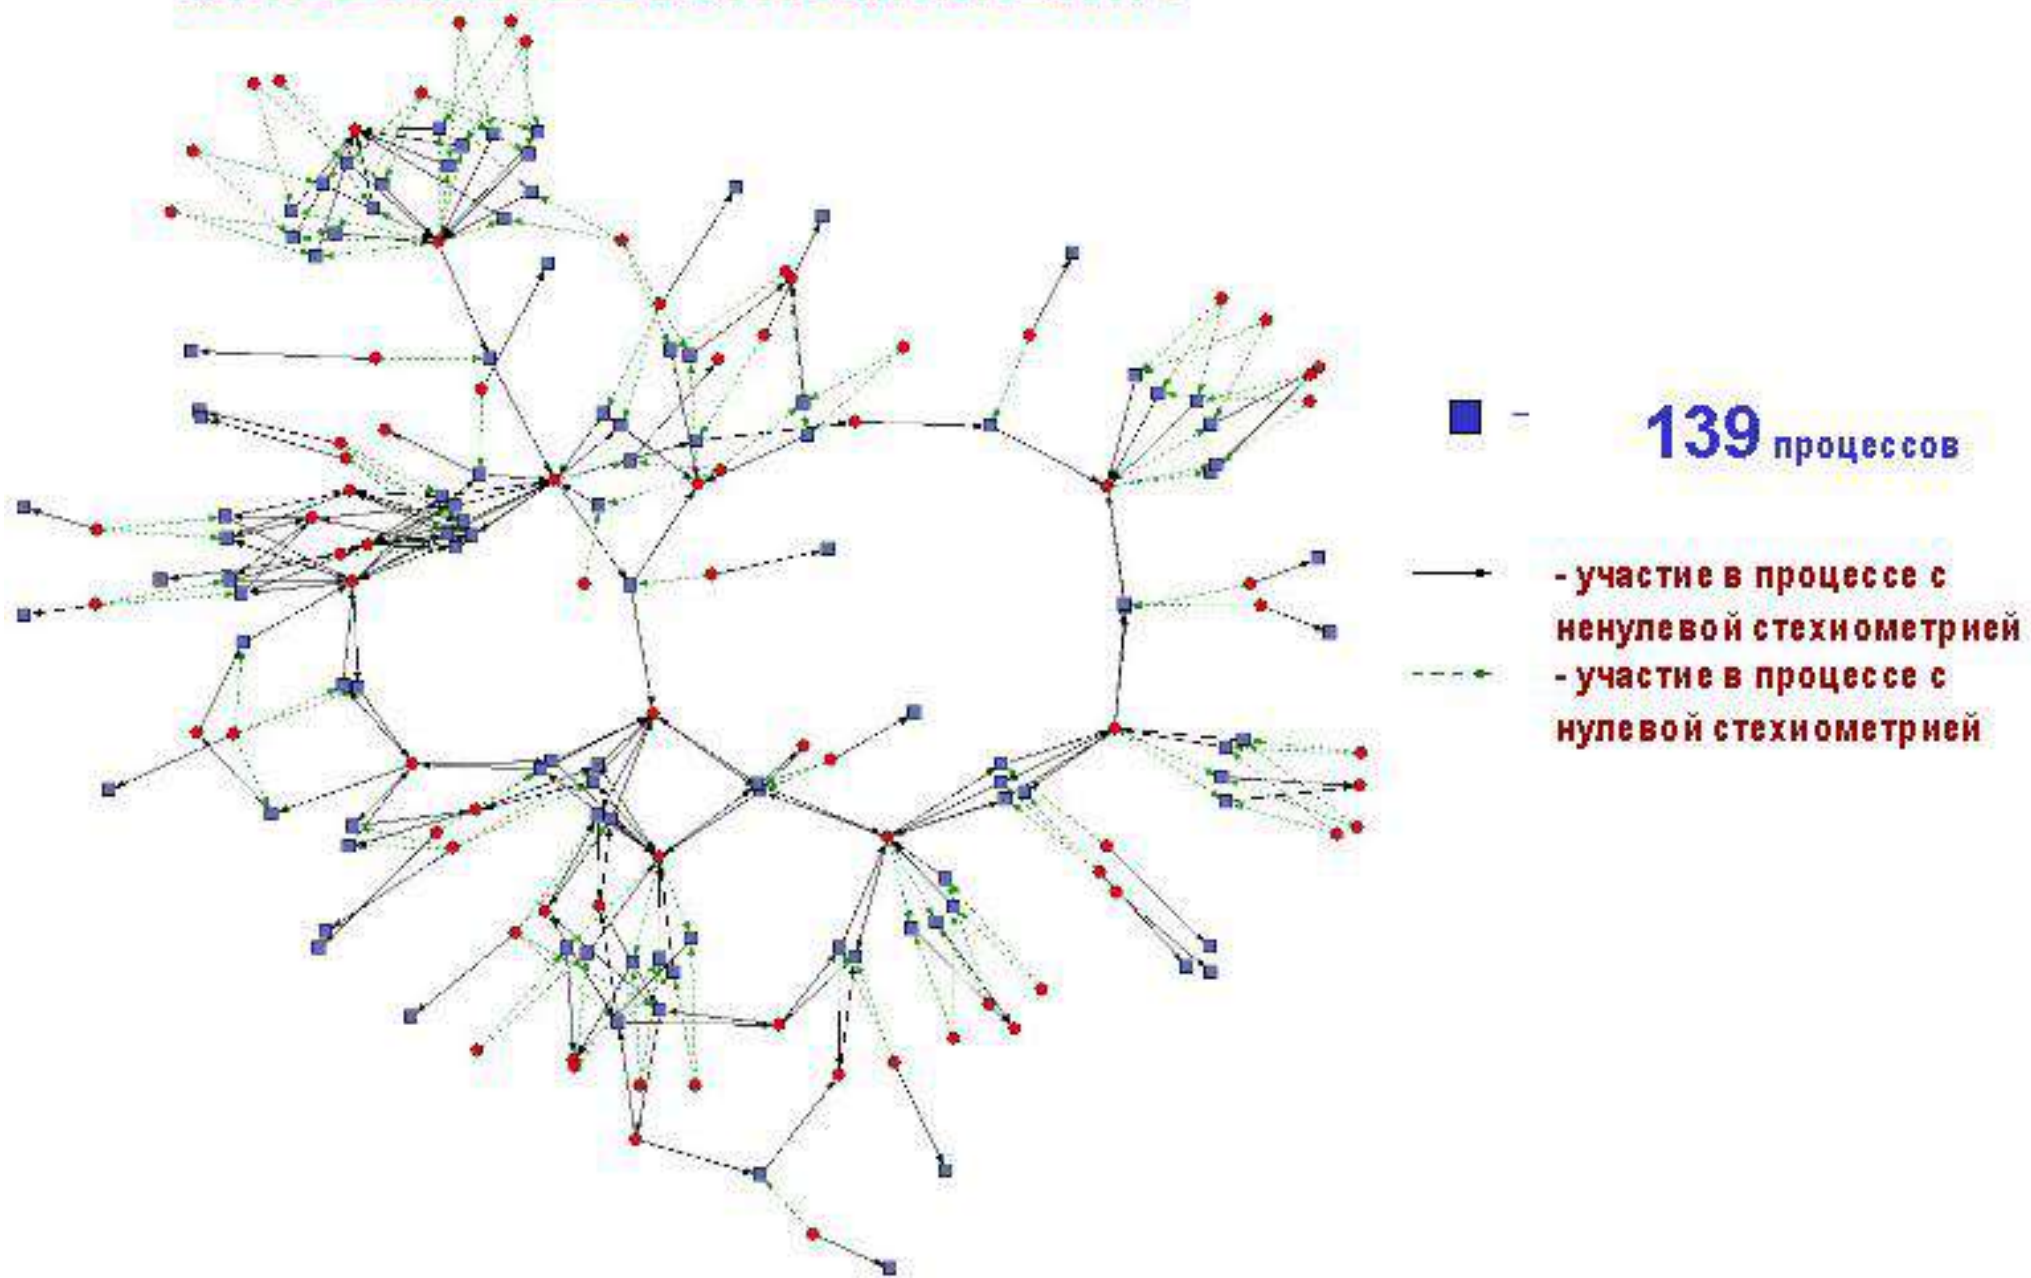 139 процессов
- участие в процессе с
ненулевой стехиометрией
- участие в процессе с
нулевой стехиометрией